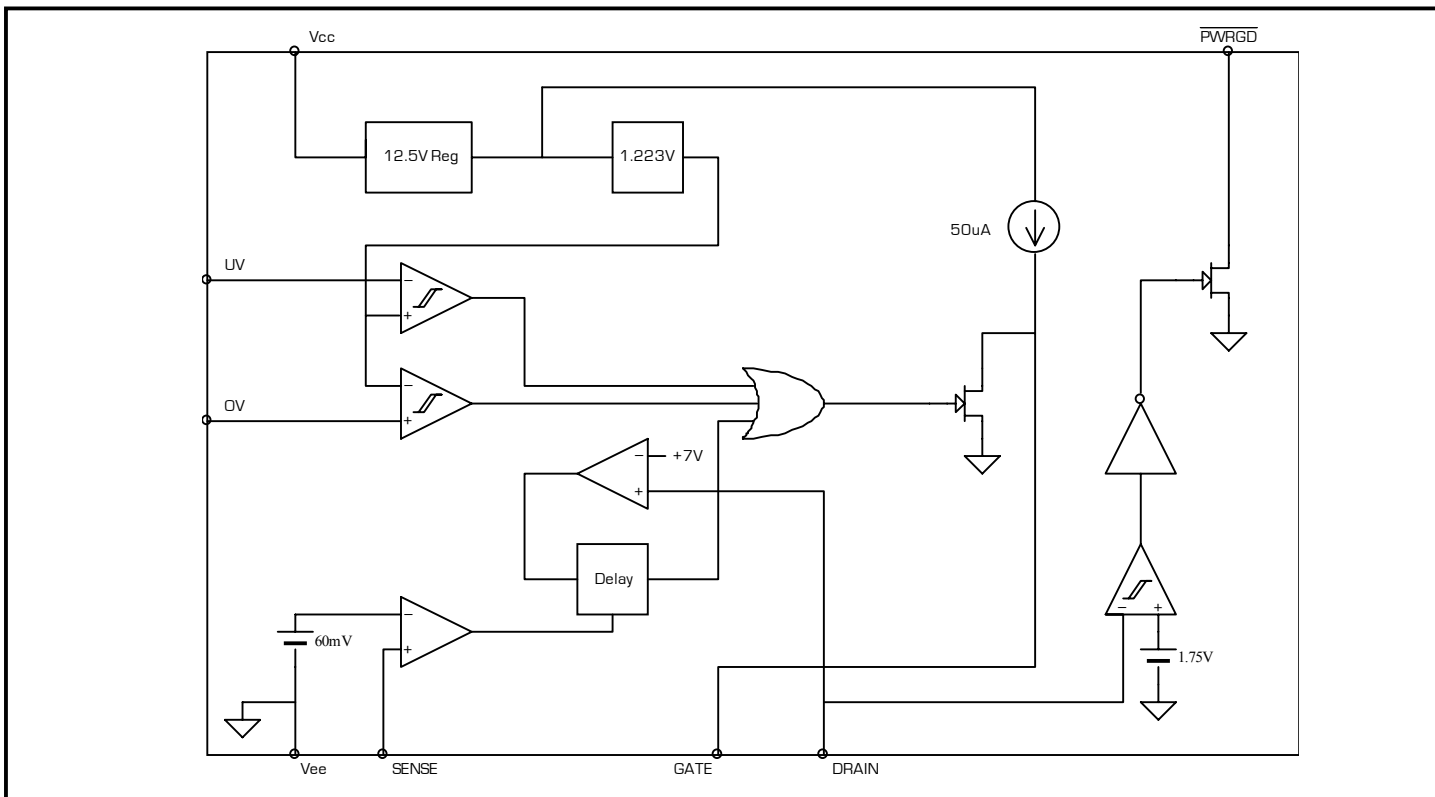 Vcc
PWRGD
12.5V Reg
1.223V
50uA
UV
−
+
−
OV
+
− +7V
+
Delay
60mV
−
+
− +
1.75V
Vee
SENSE
GATE
DRAIN